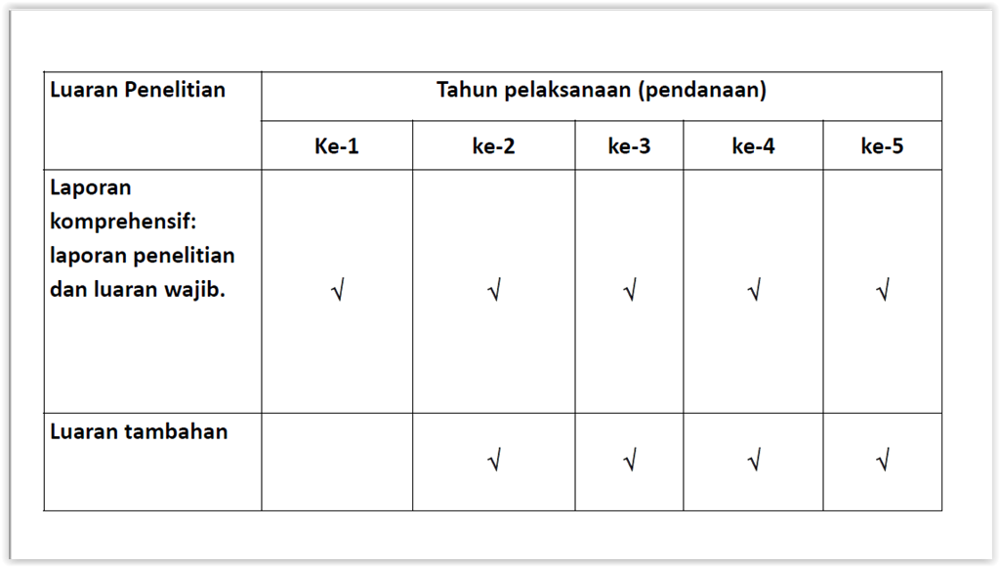 Luaran Penelitian
Tahun pelaksanaan (pendanaan)
Ke-1 ke-2 ke-3 ke-4 ke-5
Laporan
komprehensif:
laporan penelitian
dan luaran wajib.
√ √ √ √ √
Luaran tambahan
√ √ √ √